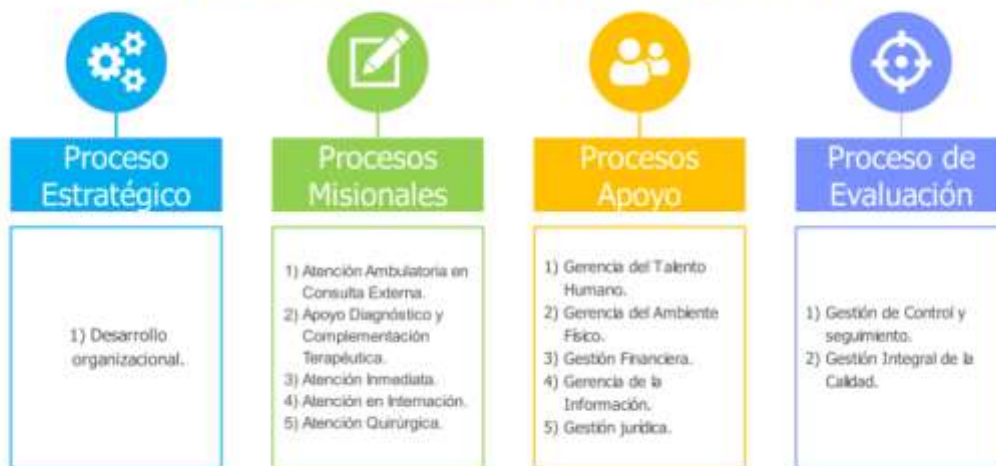 Proceso
Estratégico
1) Desarrollo
organizacional.
Procesos
Misionales
1) Atención Ambulatoria en
Consulta Externa.
2) Apoyo Diagnóstico y
Complementación
Terapéutica.
3) Atención Inmediata.
4) Atención en Internación.
5) Atención Quirúrgica.
Procesos
Apoyo
1) Gerencia del Talento
Humano.
2) Gerencia del Ambiente
Físico.
3) Gestión Financiera.
4) Gerencia de la
Información.
5) Gestión jurídica.
Proceso de
Evaluación
1) Gestión de Control y
seguimiento.
2) Gestión Integral de la
Calidad.